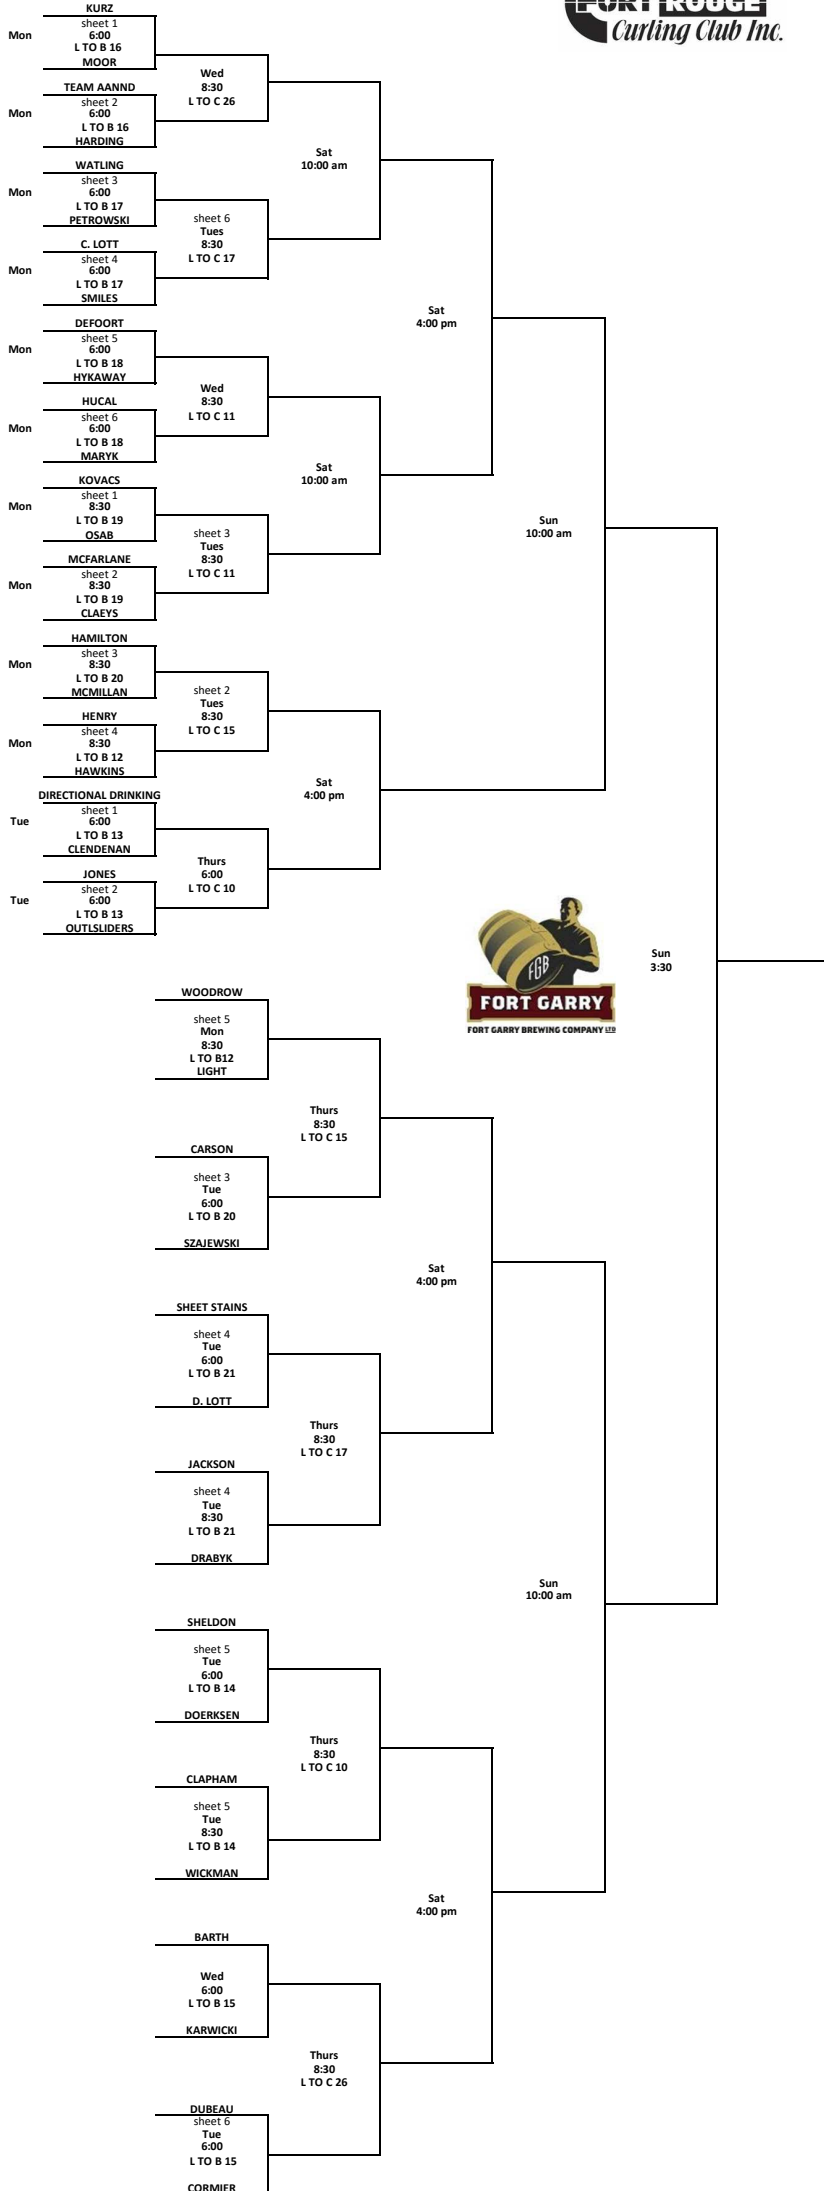 FORT ROUGE
Curling Club Inc.
KURZ
Mon
sheet 1
6:00
L TO B 16
MOOR
Wed
8:30
L TO C 26
TEAM AANND
Mon
sheet 2
6:00
L TO B 16
HARDING
Sat
10:00 am
WATLING
Mon
sheet 3
6:00
L TO B 17
PETROWSKI
sheet 6
Tues
8:30
L TO C 17
C. LOTT
Mon
sheet 4
6:00
L TO B 17
SMILES
Sat
4:00 pm
DEFOORT
Mon
sheet 5
6:00
L TO B 18
HYKAWAY
Wed
8:30
L TO C 11
HUCAL
Mon
sheet 6
6:00
L TO B 18
MARYK
Sat
10:00 am
KOVACS
Mon
sheet 1
8:30
L TO B 19
OSAB
Sun
10:00 am
sheet 3
Tues
8:30
L TO C 11
MCFARLANE
Mon
sheet 2
8:30
L TO B 19
CLAEYS
HAMILTON
Mon
sheet 3
8:30
L TO B 20
MCMILLAN
sheet 2
Tues
8:30
L TO C 15
HENRY
Mon
sheet 4
8:30
L TO B 12
HAWKINS
Sat
4:00 pm
DIRECTIONAL DRINKING
Tue
sheet 1
6:00
L TO B 13
CLENDENAN
Thurs
6:00
L TO C 10
JONES
Tue
sheet 2
6:00
L TO B 13
OUTLSLIDERS
FGB
FORT GARRY
FORT GARRY BREWING COMPANY LTD
Sun
3:30
WOODROW
sheet 5
Mon
8:30
L TO B12
LIGHT
Thurs
8:30
L TO C 15
CARSON
sheet 3
Tue
6:00
L TO B 20
SZAJEWSKI
Sat
4:00 pm
SHEET STAINS
sheet 4
Tue
6:00
L TO B 21
D. LOTT
Thurs
8:30
L TO C 17
JACKSON
sheet 4
Tue
8:30
L TO B 21
DRABYK
Sun
10:00 am
SHELDON
sheet 5
Tue
6:00
L TO B 14
DOERKSEN
Thurs
8:30
L TO C 10
CLAPHAM
sheet 5
Tue
8:30
L TO B 14
WICKMAN
Sat
4:00 pm
BARTH
Wed
6:00
L TO B 15
KARWICKI
Thurs
8:30
L TO C 26
DUBEAU
sheet 6
Tue
6:00
L TO B 15
CORMIER